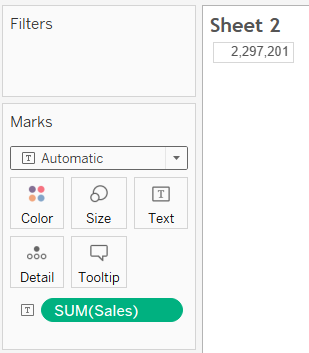 Filters
Sheet 2
2,297,201
Marks
T Automatic
Color Size Text
Detail Tooltip
T SUM(Sales)